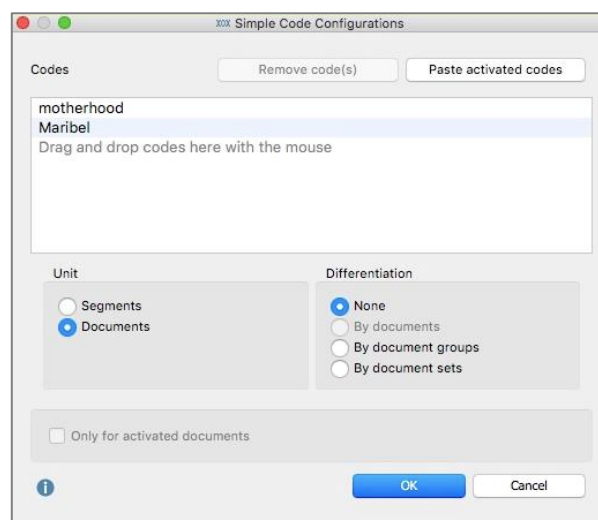 XOX Simple Code Configurations
Codes
Remove code(s)
Paste activated codes
motherhood
Maribel
Drag and drop codes here with the mouse
Unit
Segments
Documents
Differentiation
None
By documents
By document groups
By document sets
Only for activated documents
OK
Cancel